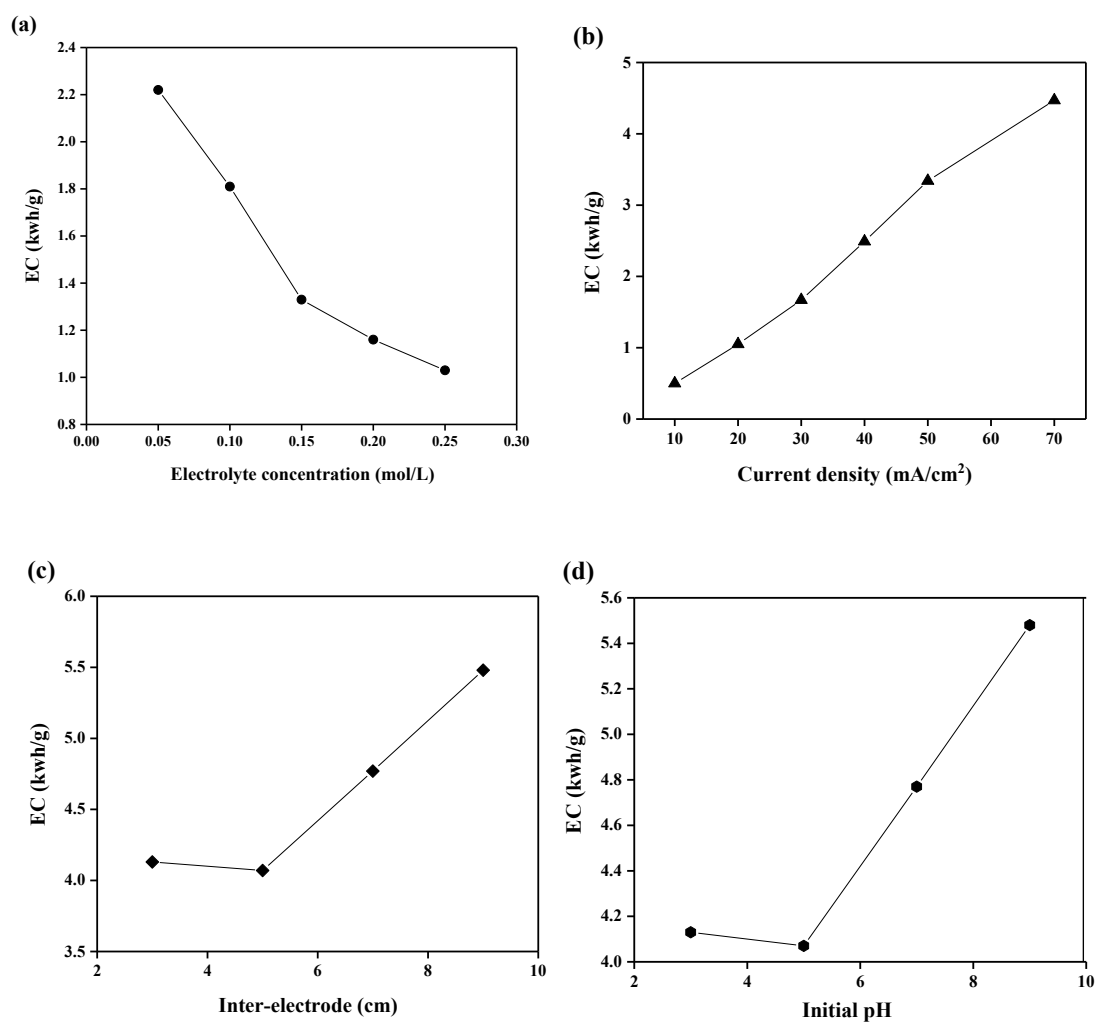 (a)
2.4
2.2
2.0
1.8
1.6
1.4
1.2
1.0
0.8
EC (kwh/g)
0.00 0.05 0.10 0.15 0.20 0.25 0.30
Electrolyte concentration (mol/L)
(b)
5
4
3
2
1
0
EC (kwh/g)
10 20 30 40 50 60 70
Current density (mA/cm²)
(c)
6.0
5.5
5.0
4.5
4.0
3.5
EC (kwh/g)
2 4 6 8 10
Inter-electrode (cm)
(d)
5.6
5.4
5.2
5.0
4.8
4.6
4.4
4.2
4.0
EC (kwh/g)
2 4 6 8 10
Initial pH